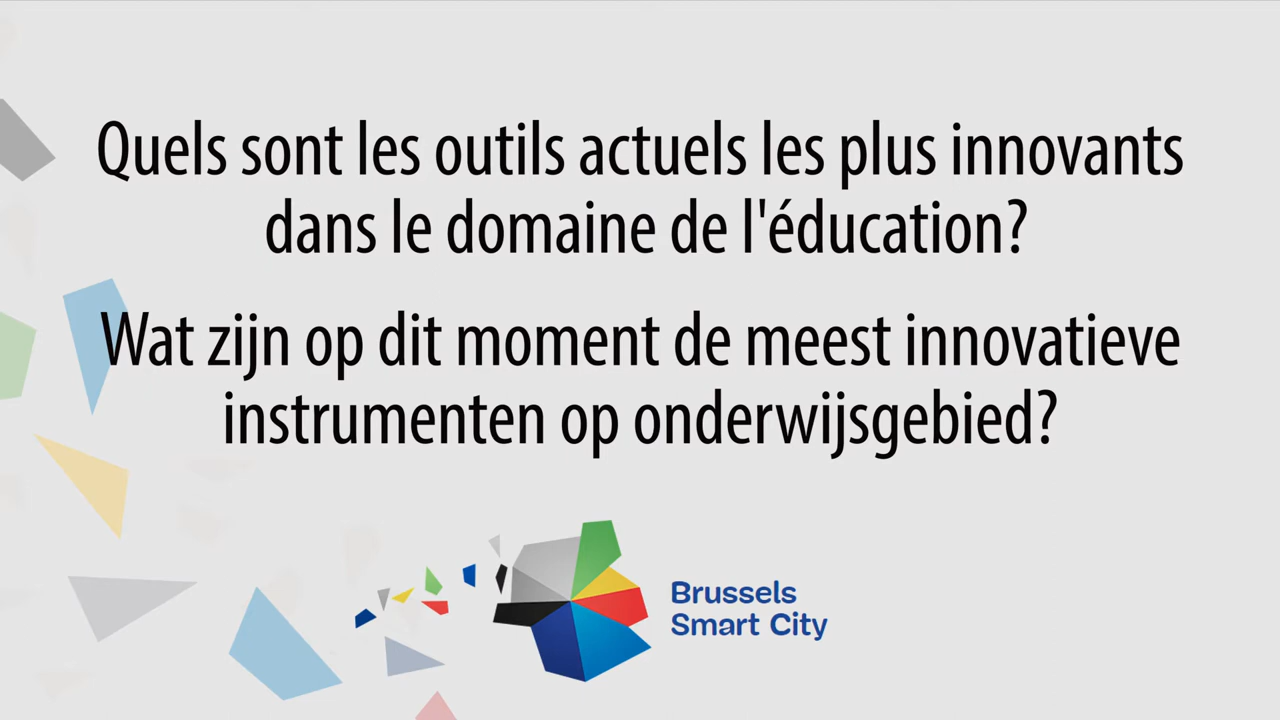 Quels sont les outils actuels les plus innovants
dans le domaine de l'éducation?
Wat zijn op dit moment de meest innovatieve
instrumenten op onderwijsgebied?
Brussels
Smart City